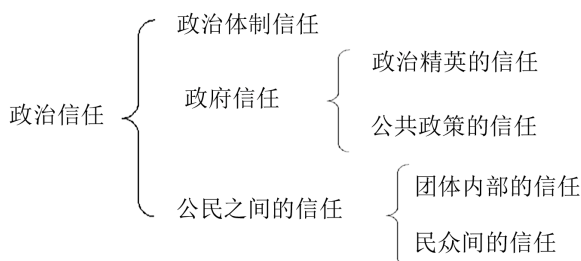 政治信任
政治体制信任
政府信任
政治精英的信任
公共政策的信任
公民之间的信任
团体内部的信任
民众间的信任